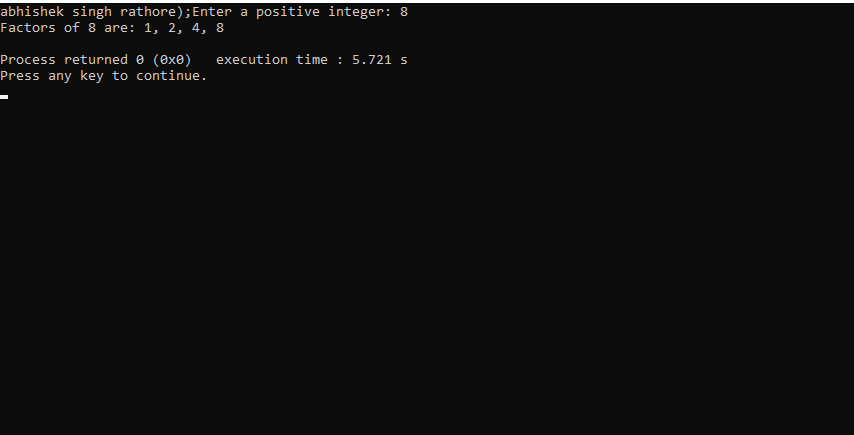 abhishek singh rathore);Enter a positive integer: 8
Factors of 8 are: 1, 2, 4, 8
Process returned 0 (0x0)   execution time : 5.721 s
Press any key to continue.